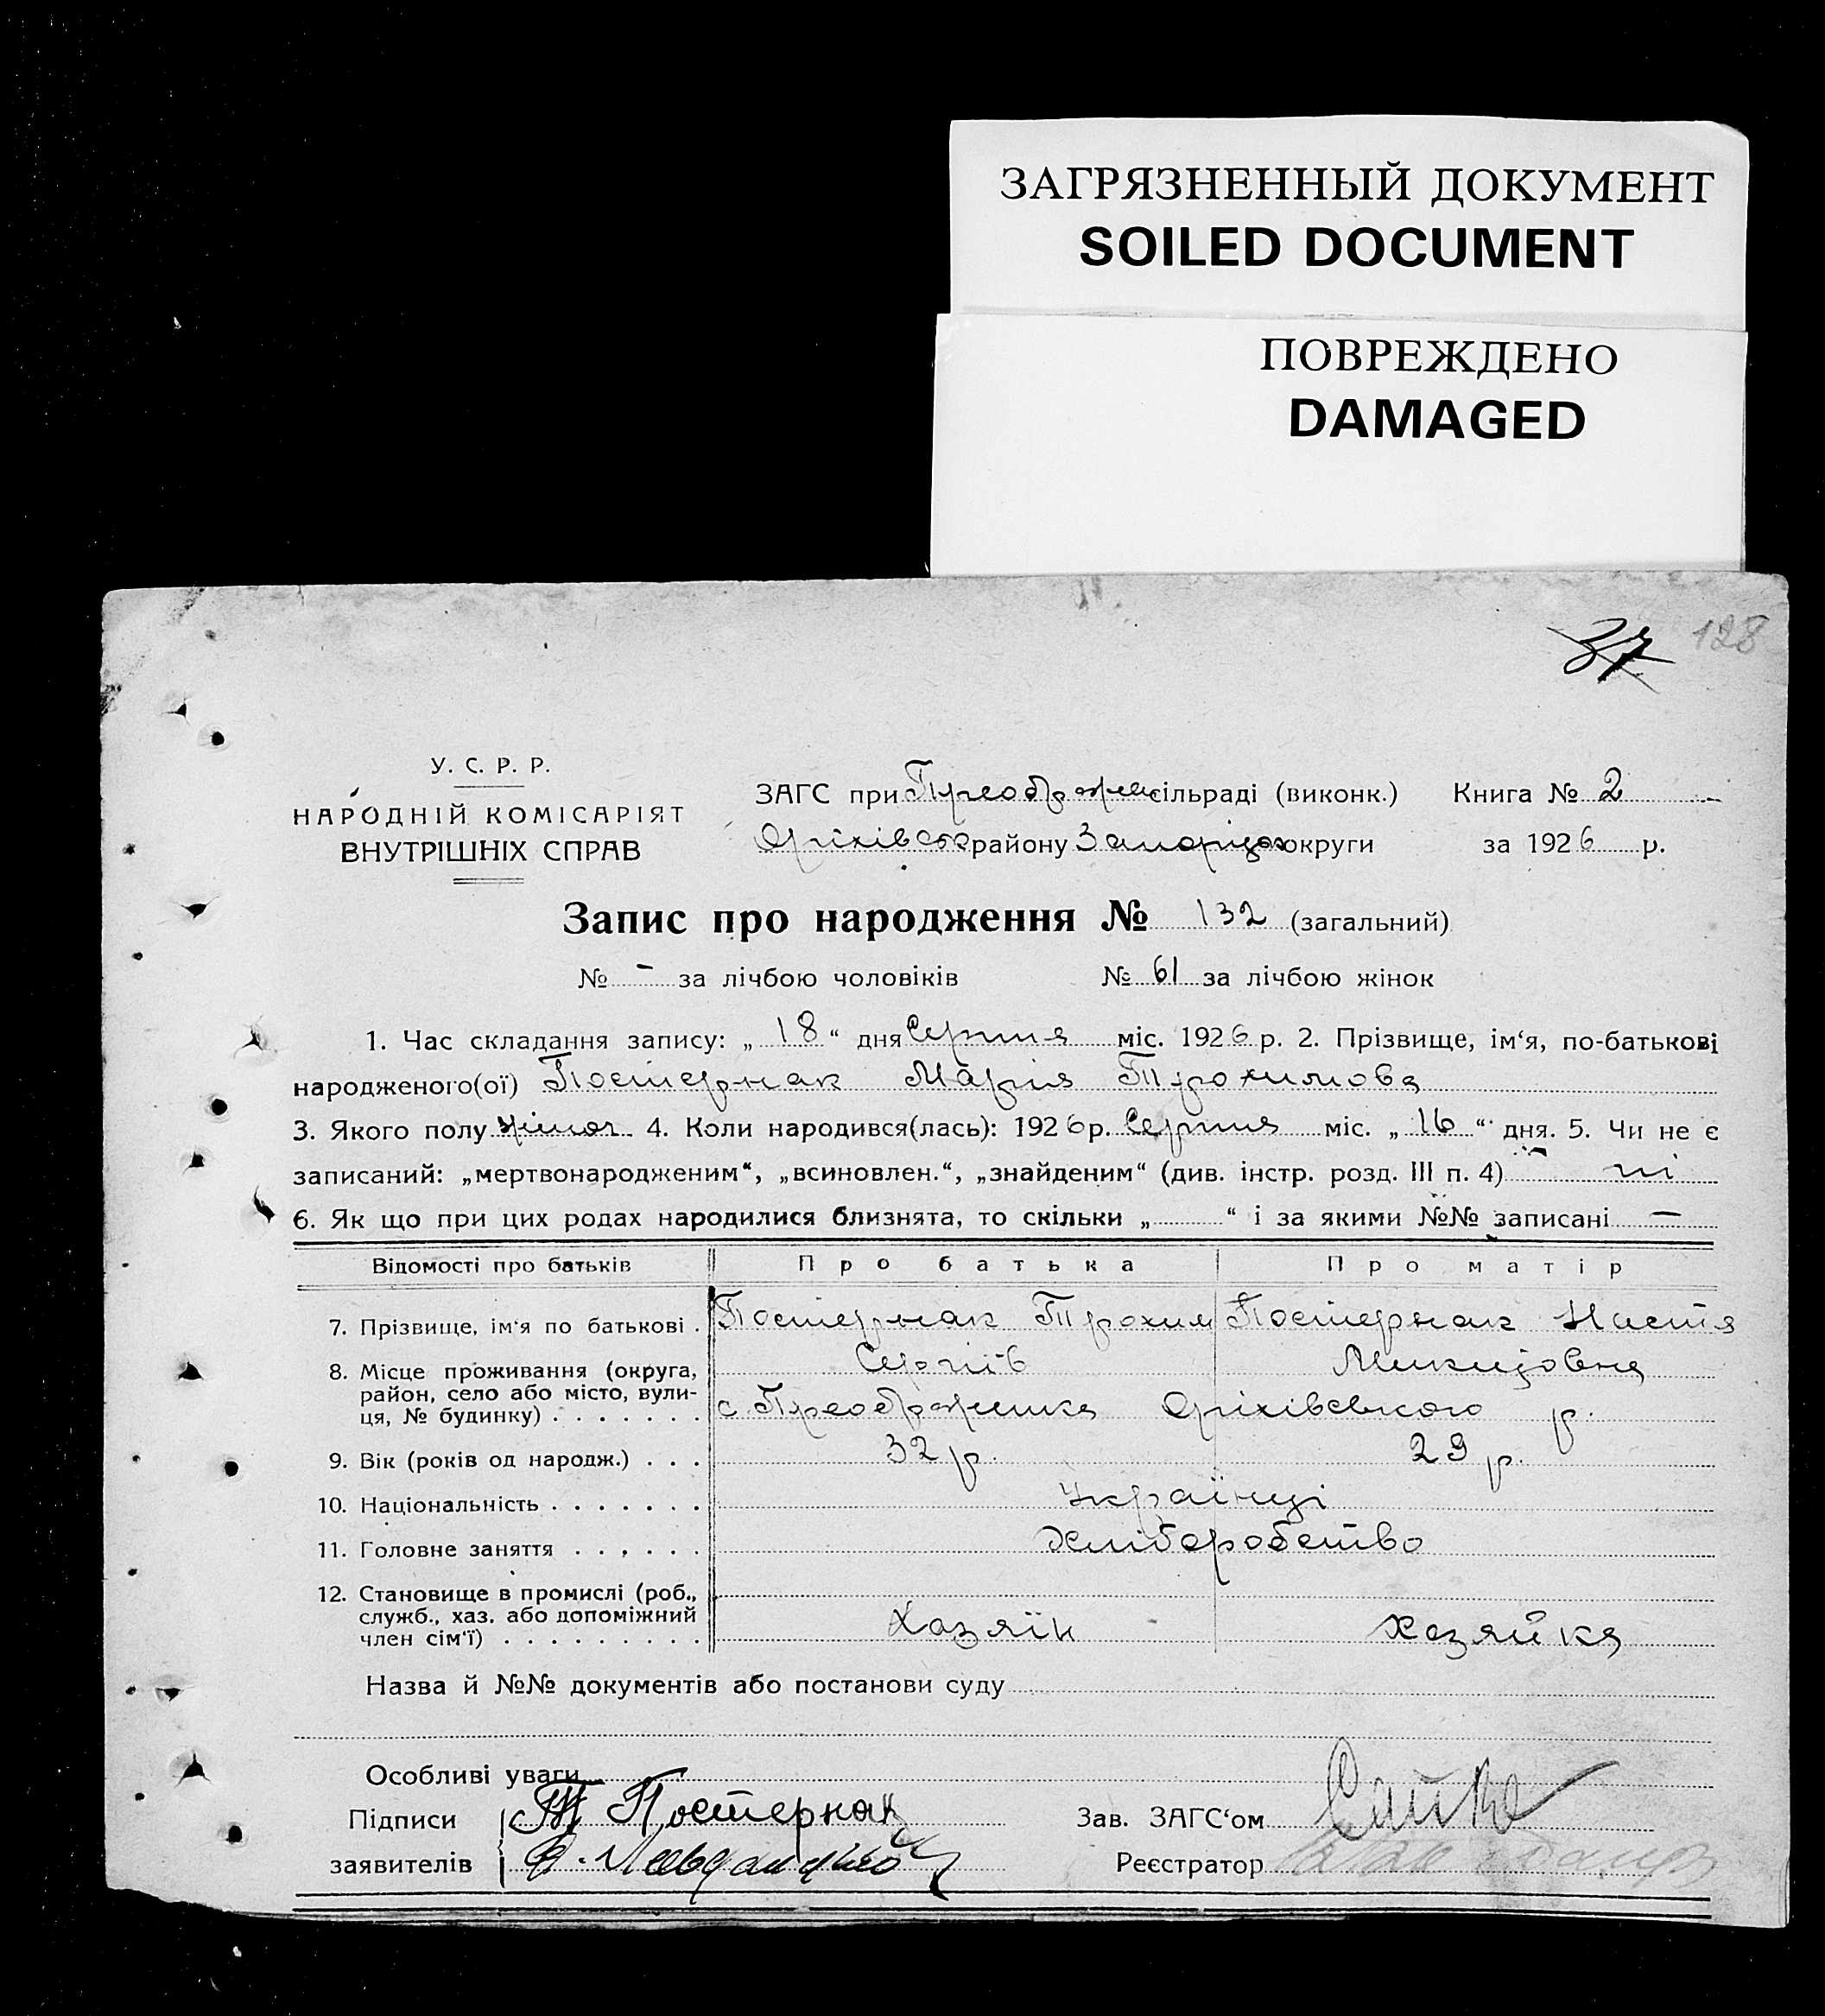 ЗАГРЯЗНЕННЫЙ ДОКУМЕНТ
SOILED DOCUMENT
ПОВРЕЖДЕНО
DAMAGED
37 128
У. С. Р. Р.
НАРОДНІЙ КОМІСАРІЯТ
ВНУТРІШНІХ СПРАВ
ЗАГС при Преображен сільраді (виконк.) Книга № 2
Оріхівськ району Запоріzьк округи за 1926 р.
Запис про народження № 132 (загальний)
№ - за лічбою чоловіків № 61 за лічбою жінок
1. Час складання запису: „ 18 “ дня Серпня міс. 1926 р. 2. Прізвище, ім‘я, по-батькові
народженого(ої) Постернак Марія Трохимова
3. Якого полу жіноч. 4. Коли народився(лась): 1926 р. Серпня міс. „ 16 “ дня. 5. Чи не є
записаний: „мертвонародженим“, „всиновлен.“, „знайденим“ (див. інстр. розд. III п. 4) ні
6. Як що при цих родах народилися близнята, то скільки „ “ і за якими №№ записані —
Відомості про батьків Про батька Про матір
7. Прізвище, ім‘я по батькові . Постернак Трохим Постернак Настя
Сергіїв Микитовна
8. Місце проживання (округа,
район, село або місто, вули-
ця, № будинку) . . . . . . . с. Преображинка Оріхівського р.
9. Вік (років од народж.) . . . 32 р. 29 р.
10. Національність . . . . . . . Українці
11. Головне заняття . . . . . . Хліборобство
12. Становище в промислі (роб.,
служб., хаз. або допоміжний
член сім‘ї) . . . . . . . . . Хазяїн Хазяйка
Назва й №№ документів або постанови суду
Особливі уваги
Підписи Т Постернак Зав. ЗАГС‘ом
заявителів Реєстратор